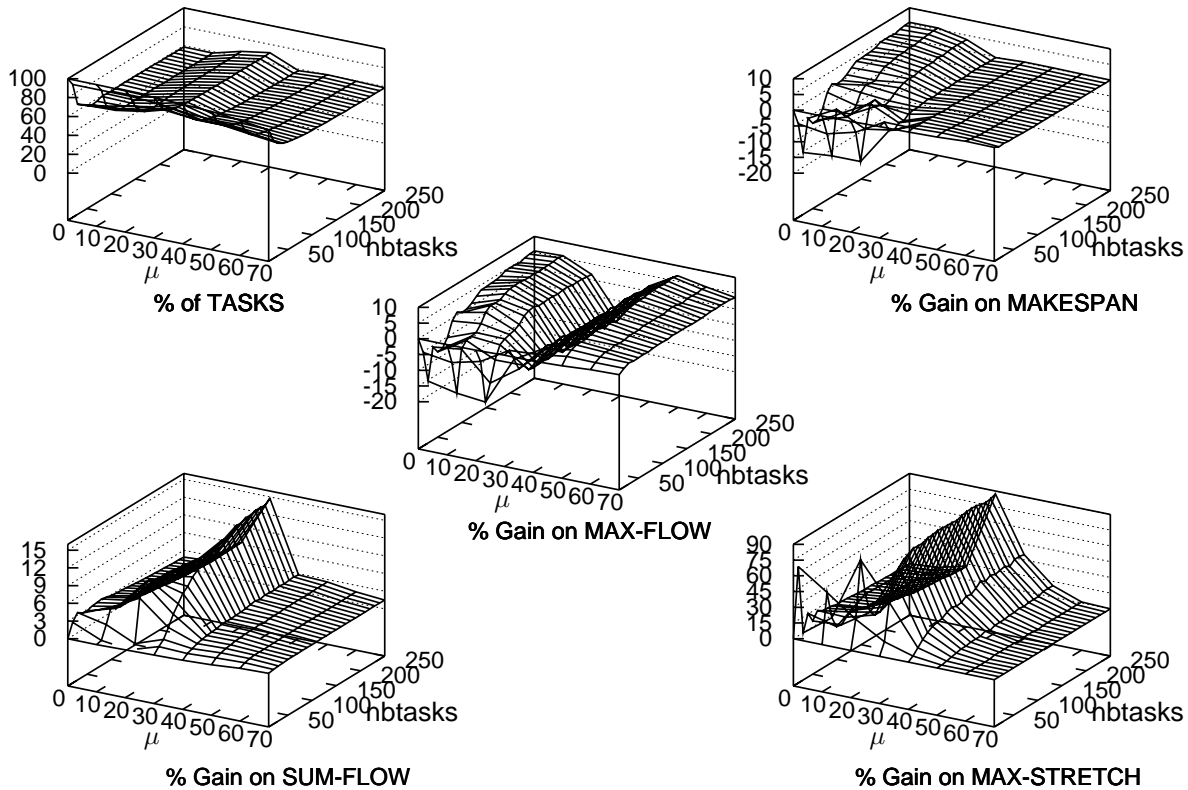 100
80
60
40
20
0
0 10 20 30 40 50 60 70
μ
50 100 150 200 250
nbtasks
% of TASKS
10
5
0
-5
-10
-15
-20
0 10 20 30 40 50 60 70
μ
50 100 150 200 250
nbtasks
% Gain on MAKESPAN
10
5
0
-5
-10
-15
-20
0 10 20 30 40 50 60 70
μ
50 100 150 200 250
nbtasks
% Gain on MAX-FLOW
15
12
9
6
3
0
0 10 20 30 40 50 60 70
μ
50 100 150 200 250
nbtasks
% Gain on SUM-FLOW
90
75
60
45
30
15
0
0 10 20 30 40 50 60 70
μ
50 100 150 200 250
nbtasks
% Gain on MAX-STRETCH